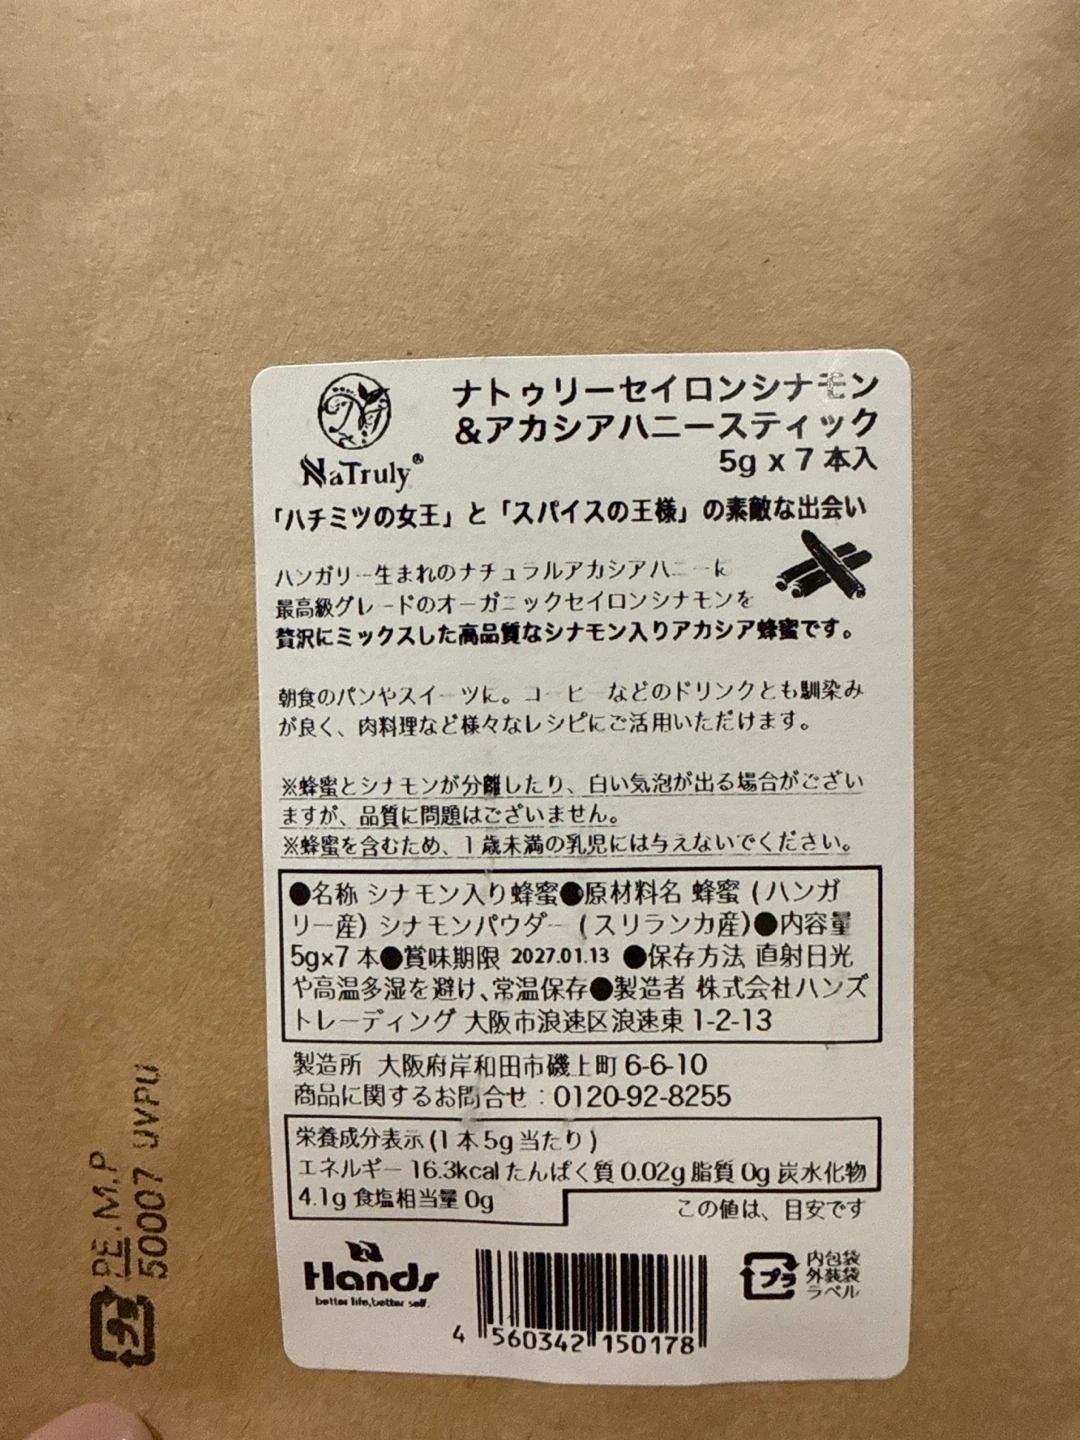 NaTruly®
ナトゥリーセイロンシナモン
&アカシアハニースティック
5g x 7 本入
「ハチミツの女王」と「スパイスの王様」の素敵な出会い
ハンガリー生まれのナチュラルアカシアハニーに
最高級グレードのオーガニックセイロンシナモンを
贅沢にミックスした高品質なシナモン入りアカシア蜂蜜です。
朝食のパンやスイーツに。コーヒーなどのドリンクとも馴染み
が良く、肉料理など様々なレシピにご活用いただけます。
※蜂蜜とシナモンが分離したり、白い気泡が出る場合がござい
ますが、品質に問題はございません。
※蜂蜜を含むため、1歳未満の乳児には与えないでください。
●名称 シナモン入り蜂蜜●原材料名 蜂蜜 (ハンガ
リー産) シナモンパウダー (スリランカ産)●内容量
5g×7 本●賞味期限 2027.01.13 ●保存方法 直射日光
や高温多湿を避け、常温保存●製造者 株式会社ハンズ
トレーディング 大阪市浪速区浪速東 1-2-13
製造所 大阪府岸和田市磯上町 6-6-10
商品に関するお問合せ：0120-92-8255
栄養成分表示 (1 本 5g 当たり)
エネルギー 16.3kcal たんぱく質 0.02g 脂質 0g 炭水化物
4.1g 食塩相当量 0g
この値は、目安です
Hands
better life, better self.
4 560342 150178
プラ
内包袋
外装袋
ラベル
プラ
PE.M.P
50007 UVPU